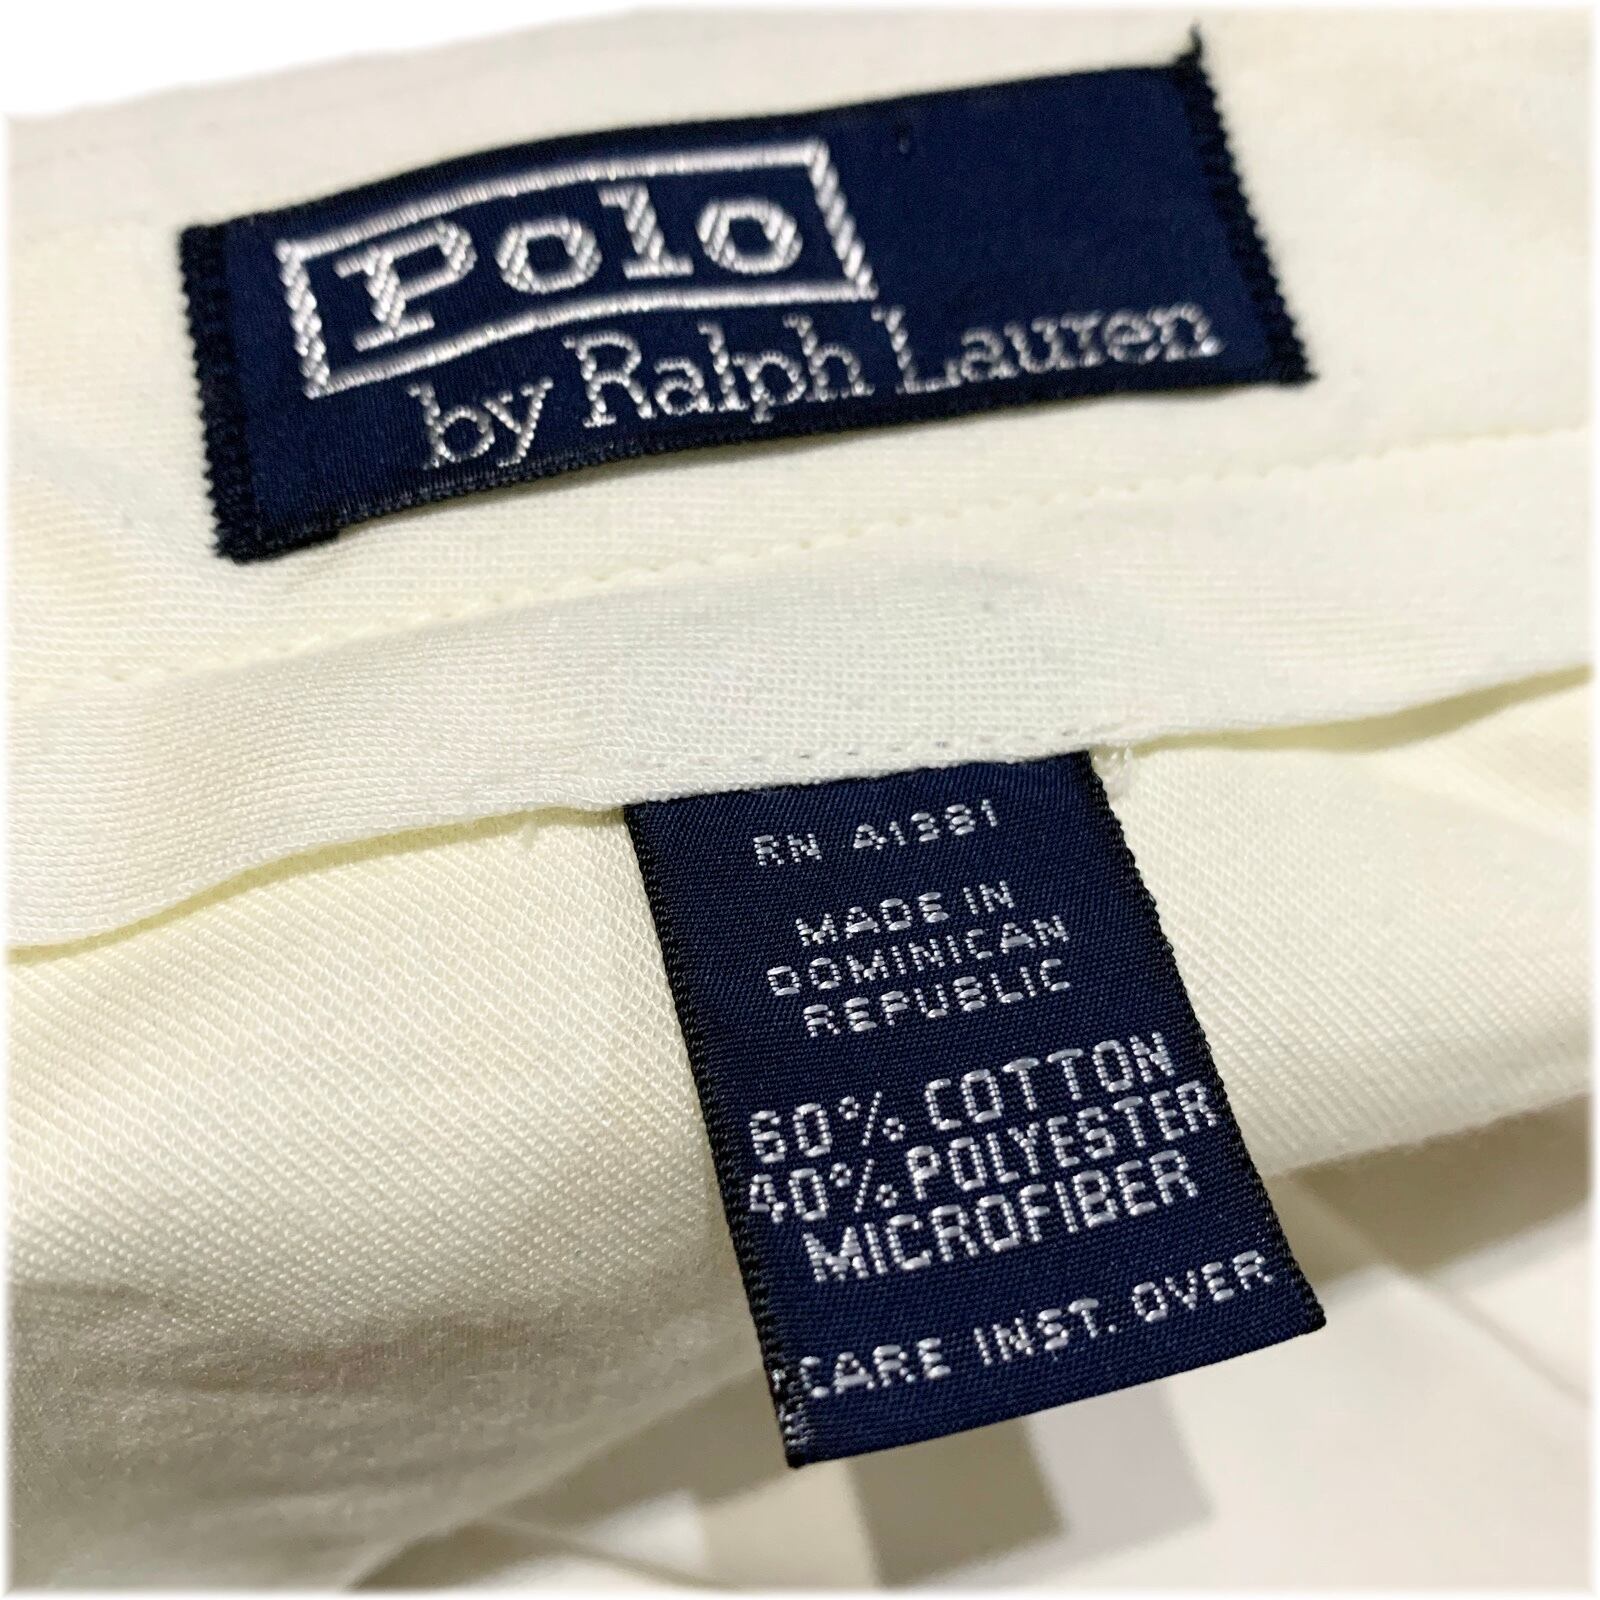 Polo
by Ralph Lauren
RN 41381
MADE IN
DOMINICAN
REPUBLIC
60% COTTON
40% POLYESTER
MICROFIBER
CARE INST. OVER